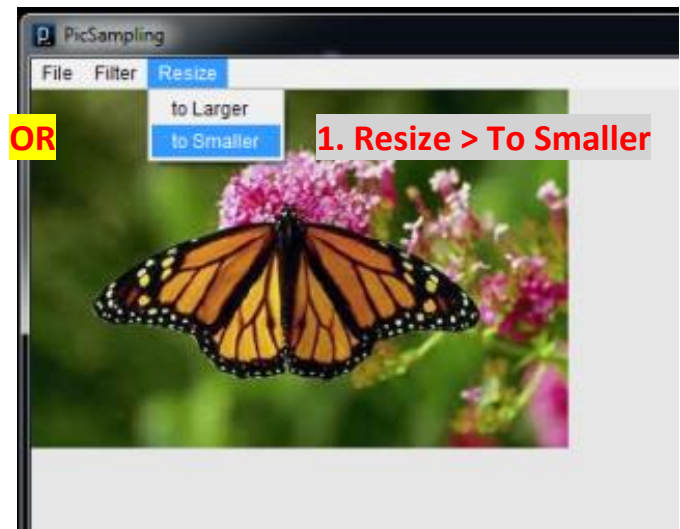 PicSampling
File Filter Resize
to Larger
OR
to Smaller
1. Resize > To Smaller